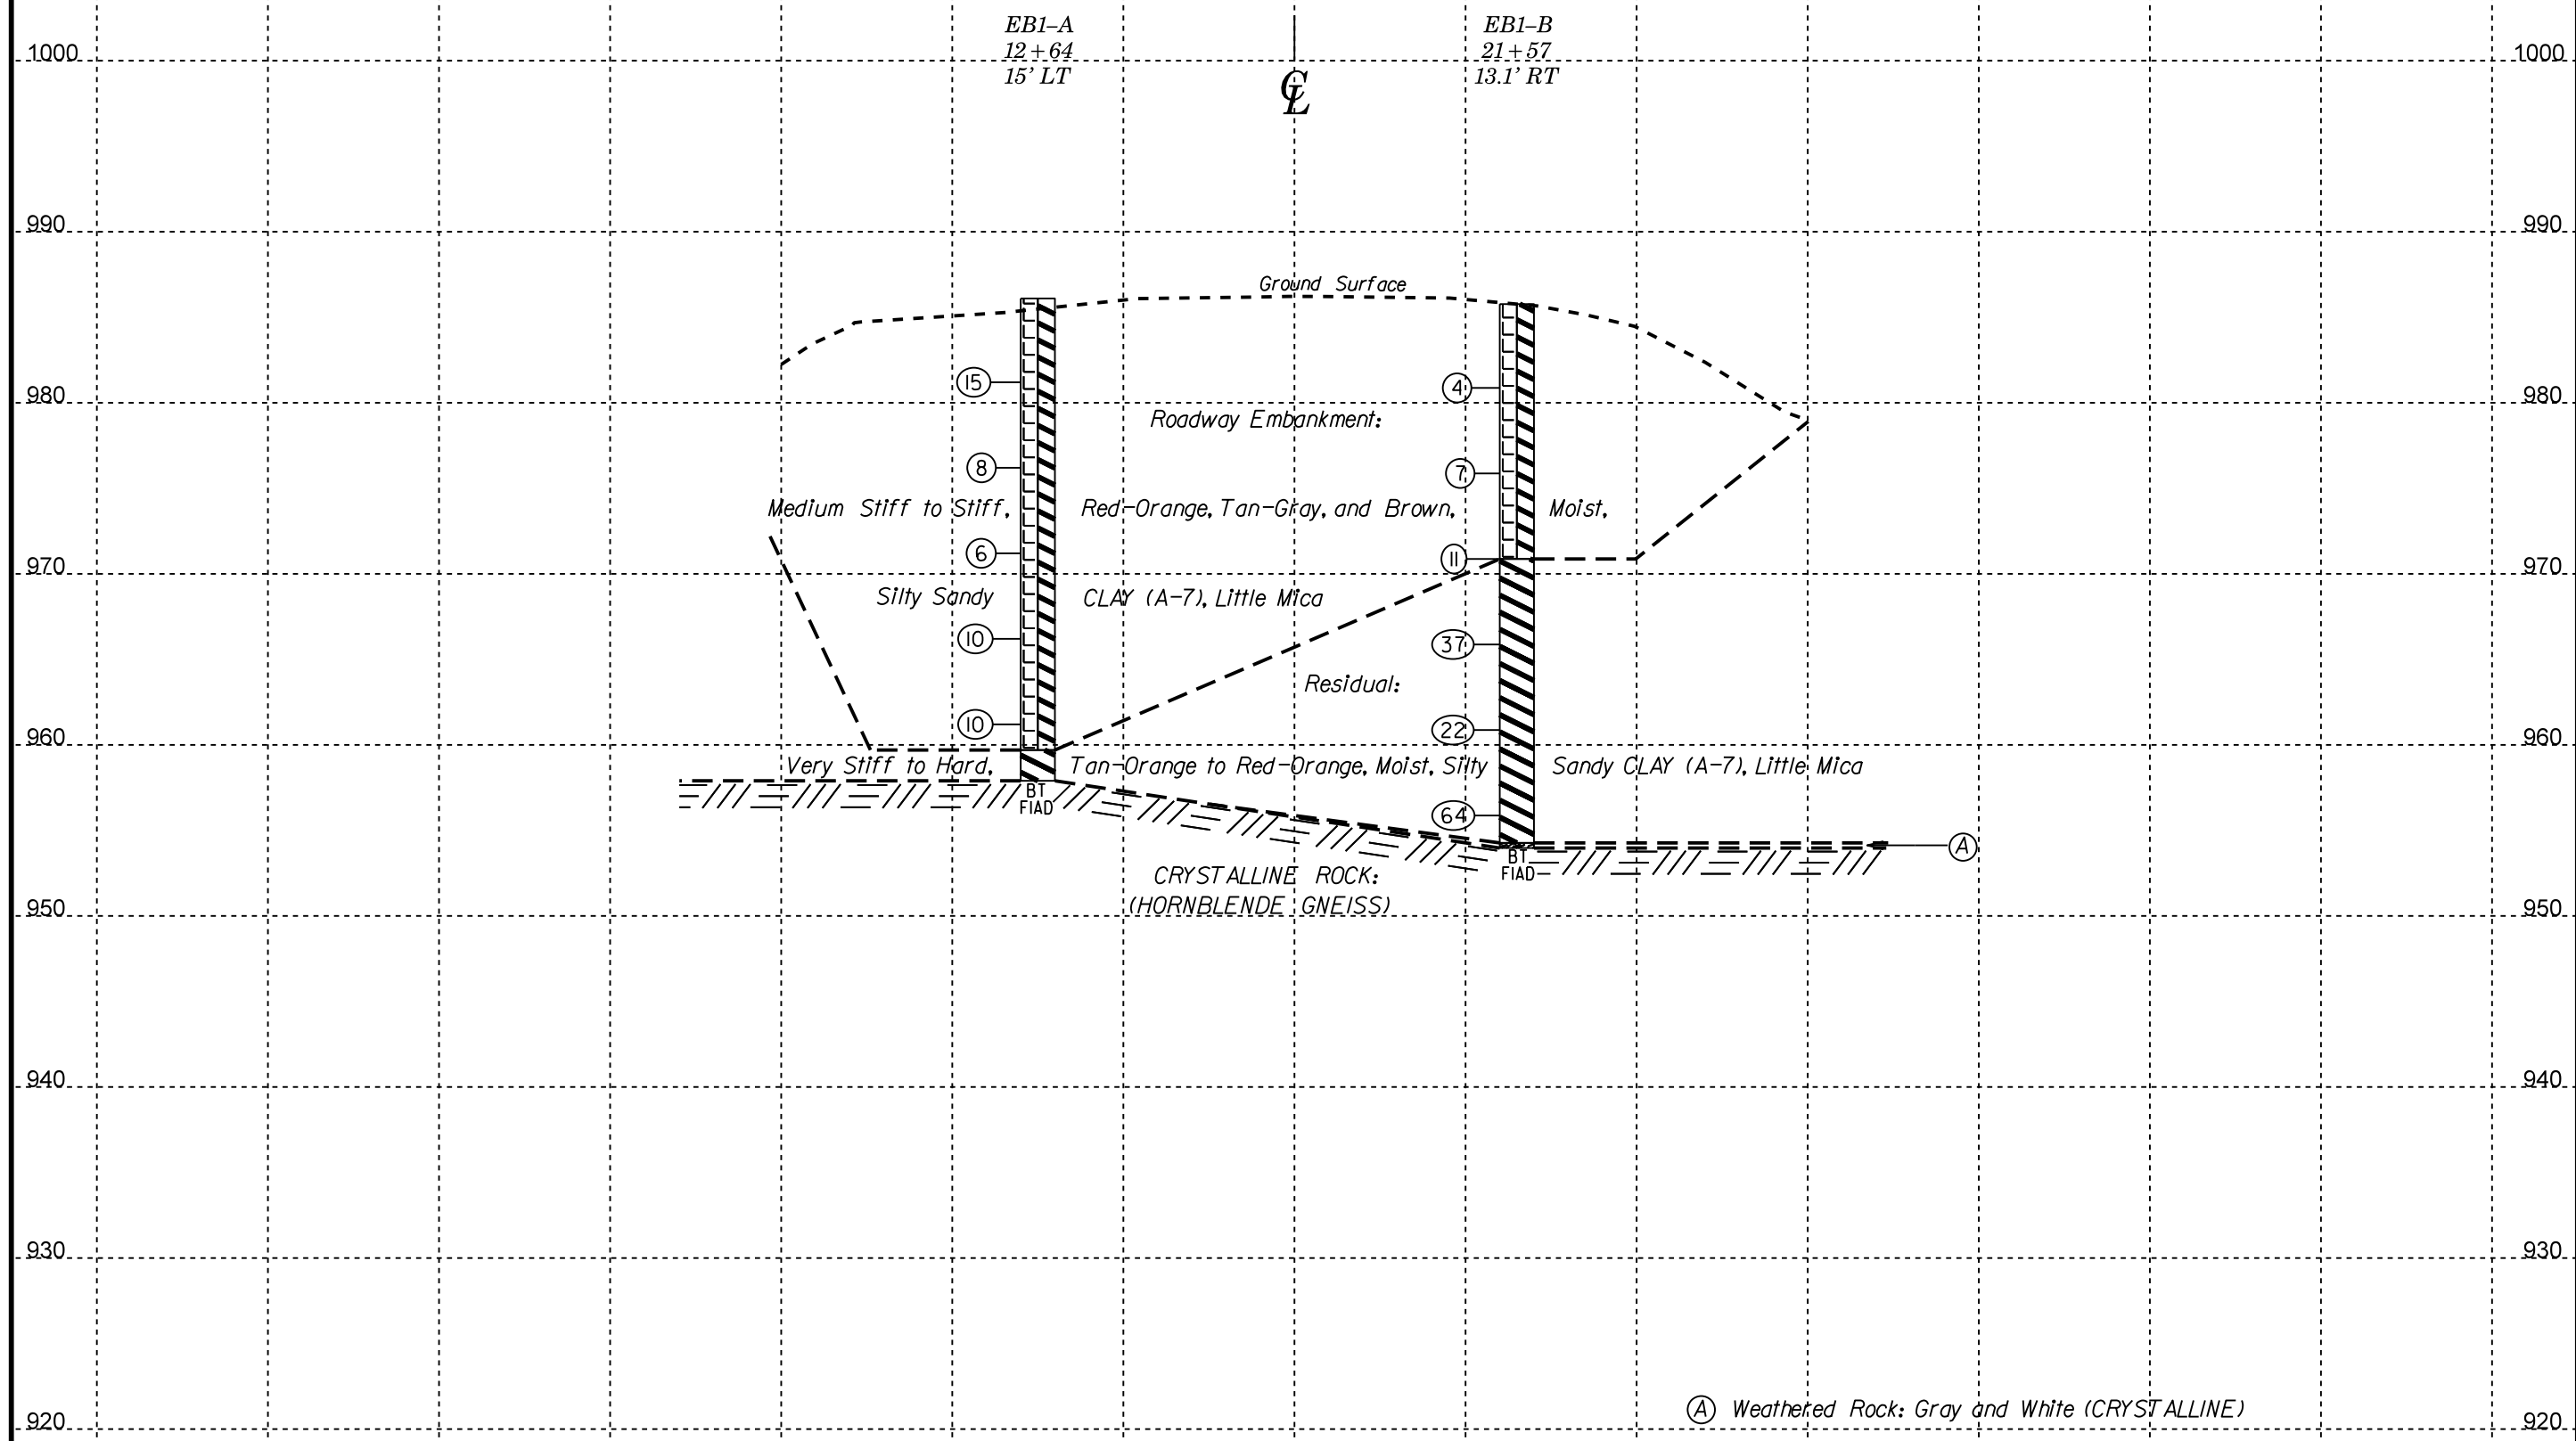 EB1-A
12+64
15' LT
EB1-B
21+57
13.1' RT
℄
1000 1000
990 990
Ground Surface
15
4
980 980
Roadway Embankment:
8
7
Medium Stiff to Stiff, Red-Orange, Tan-Gray, and Brown, Moist,
6
11
970 970
Silty Sandy CLAY (A-7), Little Mica
10
37
Residual:
10
22
960 960
Very Stiff to Hard, Tan-Orange to Red-Orange, Moist, Silty Sandy CLAY (A-7), Little Mica
BT
FIAD
64
A
BT
FIAD
CRYSTALLINE ROCK:
(HORNBLENDE GNEISS)
950 950
940 940
930 930
A Weathered Rock: Gray and White (CRYSTALLINE)
920 920